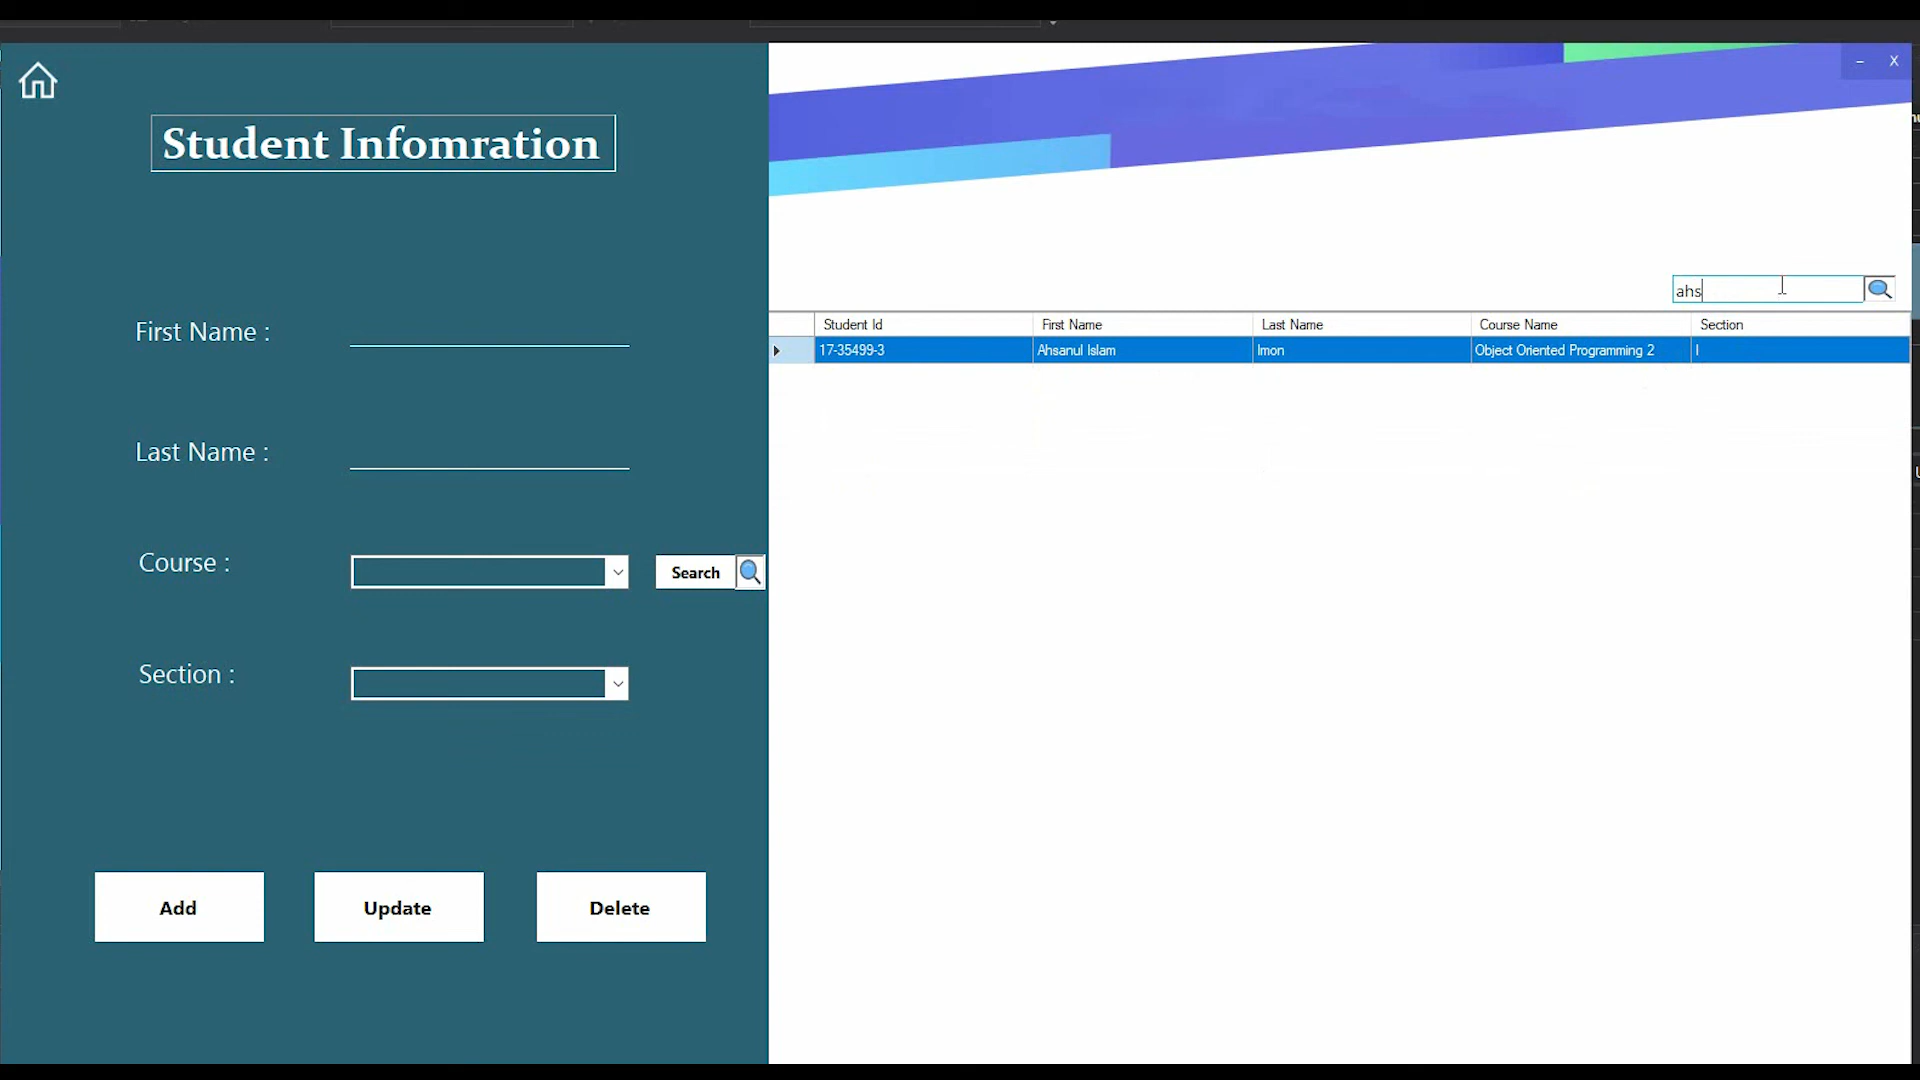 Student Infomration
First Name :
Last Name :
Course :
Search
Section :
Add
Update
Delete
X
ahs
Student Id First Name Last Name Course Name Section
17-35499-3 Ahsanul Islam Imon Object Oriented Programming 2 I